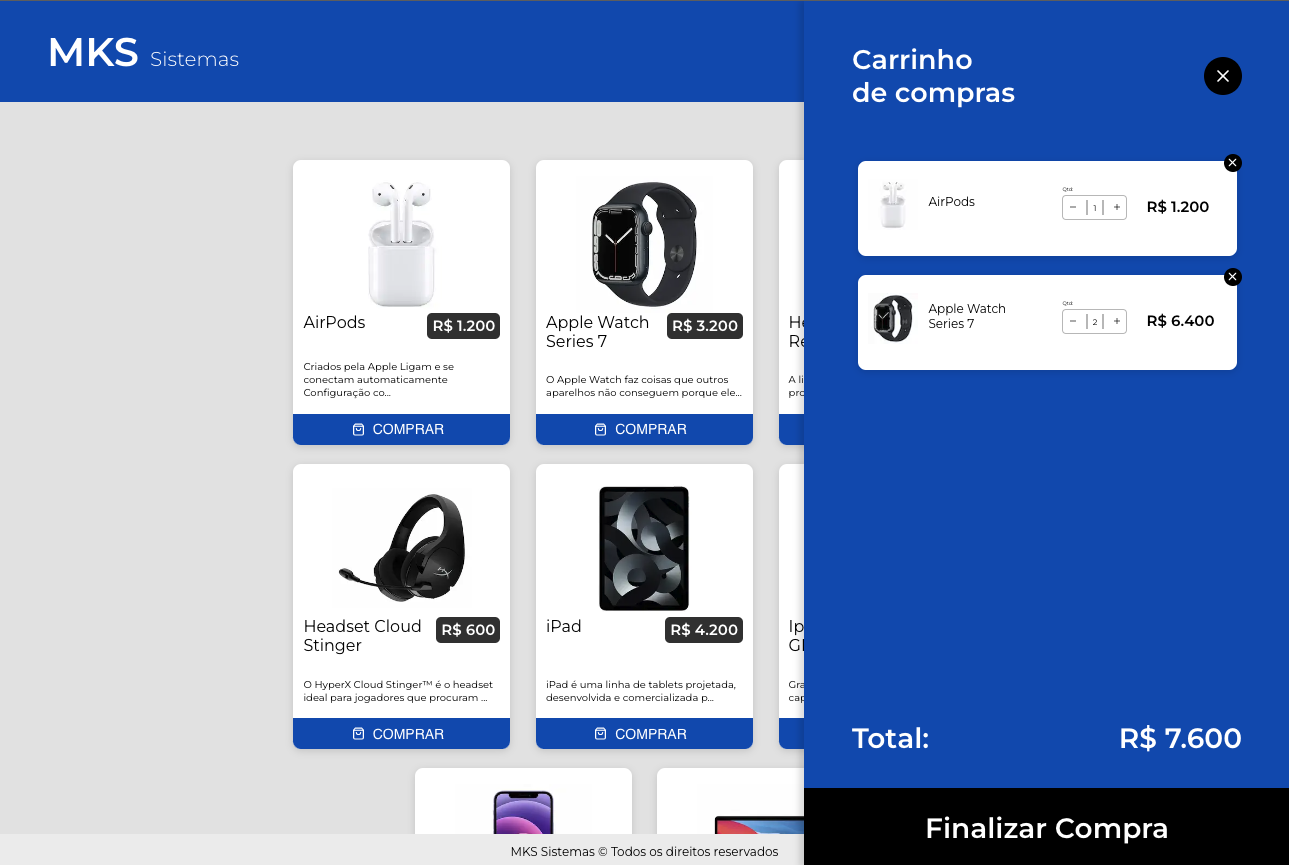 MKS Sistemas
AirPods
R$ 1.200
Criados pela Apple Ligam e se
conectam automaticamente
Configuração co...
COMPRAR
Apple Watch
Series 7
R$ 3.200
O Apple Watch faz coisas que outros
aparelhos não conseguem porque ele...
COMPRAR
He
Re
A li
pro
Headset Cloud
Stinger
R$ 600
O HyperX Cloud Stinger™ é o headset
ideal para jogadores que procuram ...
COMPRAR
iPad
R$ 4.200
iPad é uma linha de tablets projetada,
desenvolvida e comercializada p...
COMPRAR
Ip
Gra
cap
MKS Sistemas © Todos os direitos reservados
Carrinho
de compras
AirPods
Qtd:
− 1 +
R$ 1.200
Apple Watch
Series 7
Qtd:
− 2 +
R$ 6.400
Total: R$ 7.600
Finalizar Compra